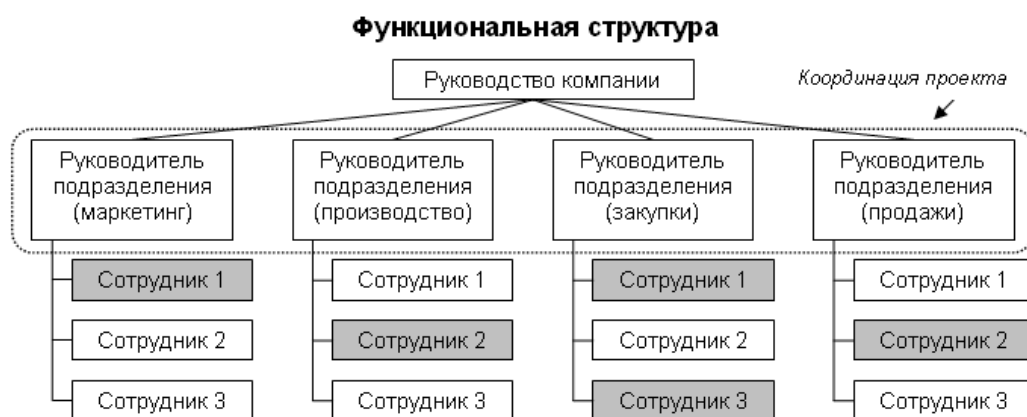 Функциональная структура
Руководство компании
Координация проекта
Руководитель
подразделения
(маркетинг)
Руководитель
подразделения
(производство)
Руководитель
подразделения
(закупки)
Руководитель
подразделения
(продажи)
Сотрудник 1
Сотрудник 1
Сотрудник 1
Сотрудник 1
Сотрудник 2
Сотрудник 2
Сотрудник 2
Сотрудник 2
Сотрудник 3
Сотрудник 3
Сотрудник 3
Сотрудник 3